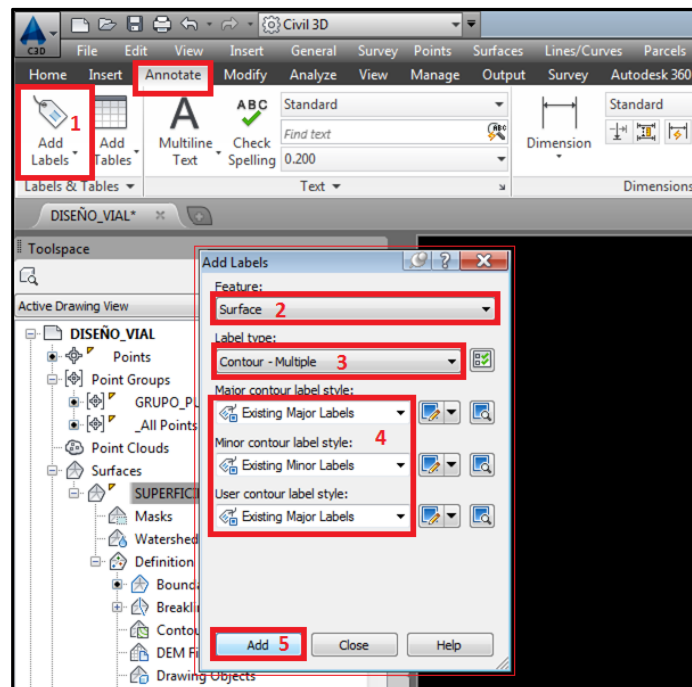 Civil 3D
C3D
File Edit View Insert General Survey Points Surfaces Lines/Curves Parcels
Home Insert Annotate Modify Analyze View Manage Output Survey Autodesk 360
1
Add Labels
Add Tables
A
Multiline Text
ABC
Check Spelling
Standard
Find text
ABC
0.200
Dimension
Standard
Labels & Tables
Text
Dimensions
DISEÑO_VIAL*
Toolspace
Active Drawing View
DISEÑO_VIAL
Points
Point Groups
GRUPO_P
_All Points
Point Clouds
Surfaces
SUPERFICI
Masks
Watershed
Definition
Bound
Breakli
Contou
DEM Fi
Drawing Objects
Add Labels
Feature:
Surface 2
Label type:
Contour - Multiple 3
Major contour label style:
Existing Major Labels
4
Minor contour label style:
Existing Minor Labels
User contour label style:
Existing Major Labels
Add 5 Close Help